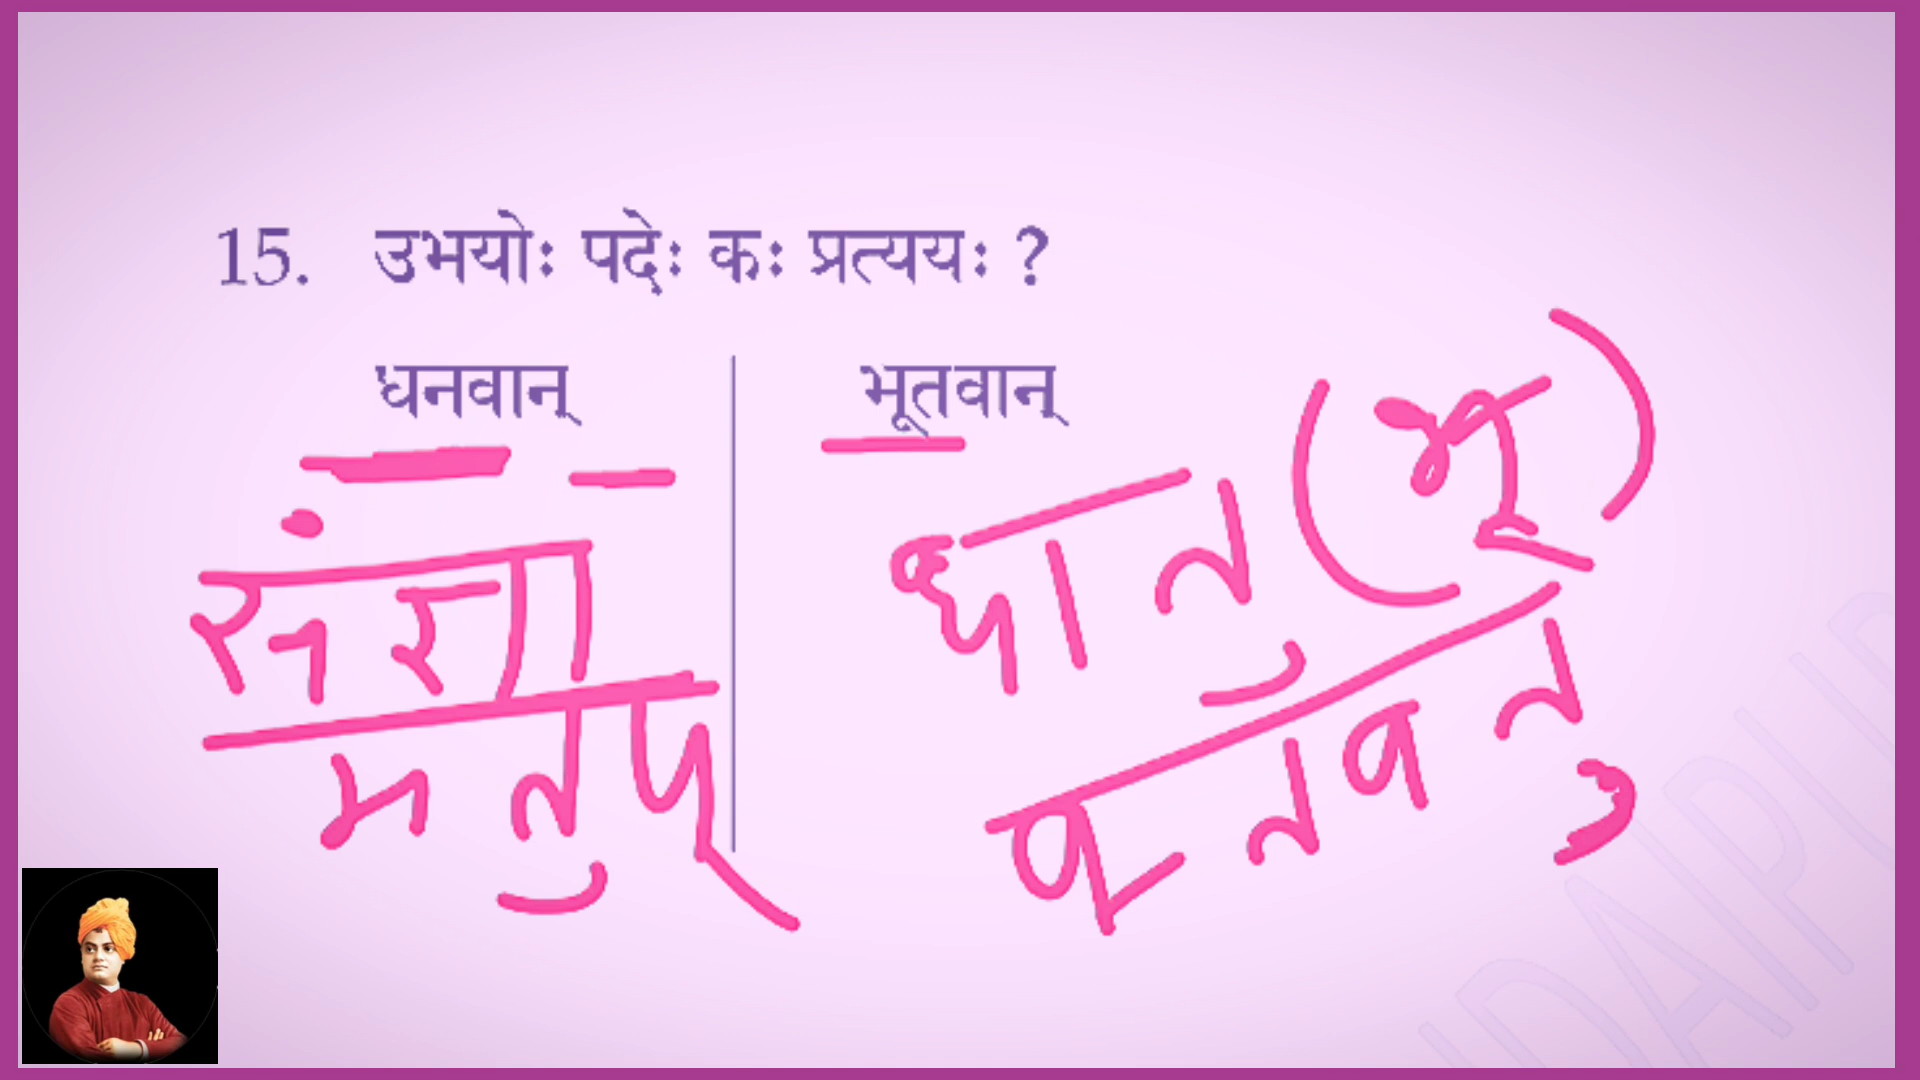 15. उभयोः पदेः कः प्रत्ययः ?
धनवान् भूतवान्
संज्ञा धातु (भू)
मतुप् क्तवतु